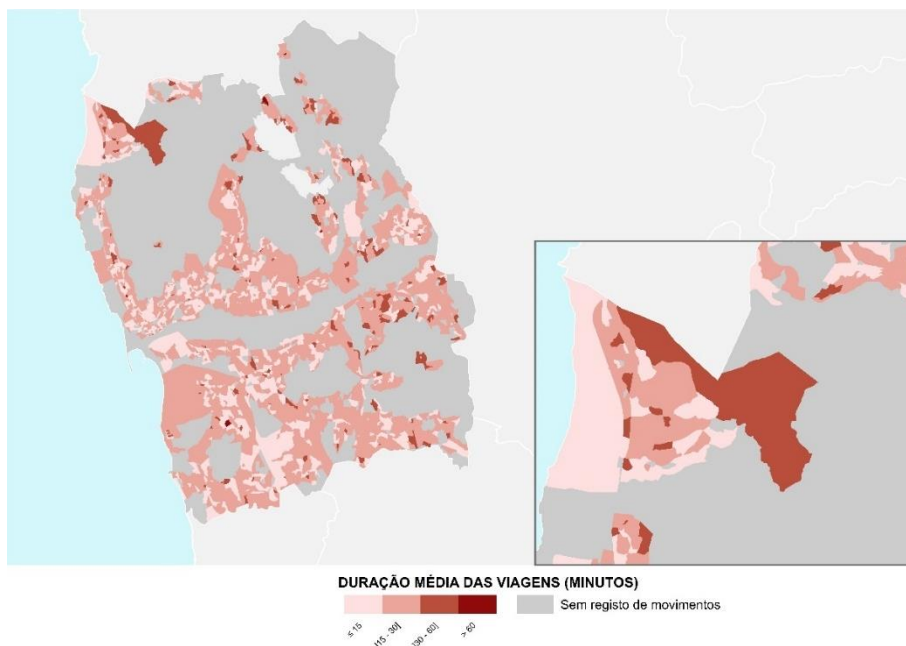 DURAÇÃO MÉDIA DAS VIAGENS (MINUTOS)
Sem registo de movimentos
≤ 15
]15 - 30]
]30 - 60]
> 60